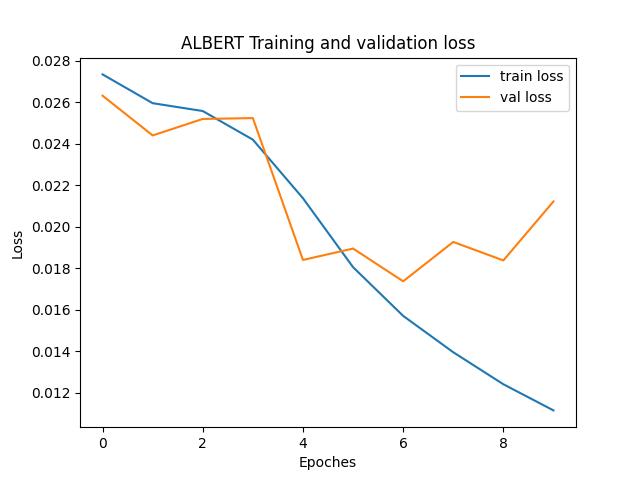 ALBERT Training and validation loss
train loss
val loss
0.028
0.026
0.024
0.022
0.020
0.018
0.016
0.014
0.012
Loss
0
2
4
6
8
Epoches